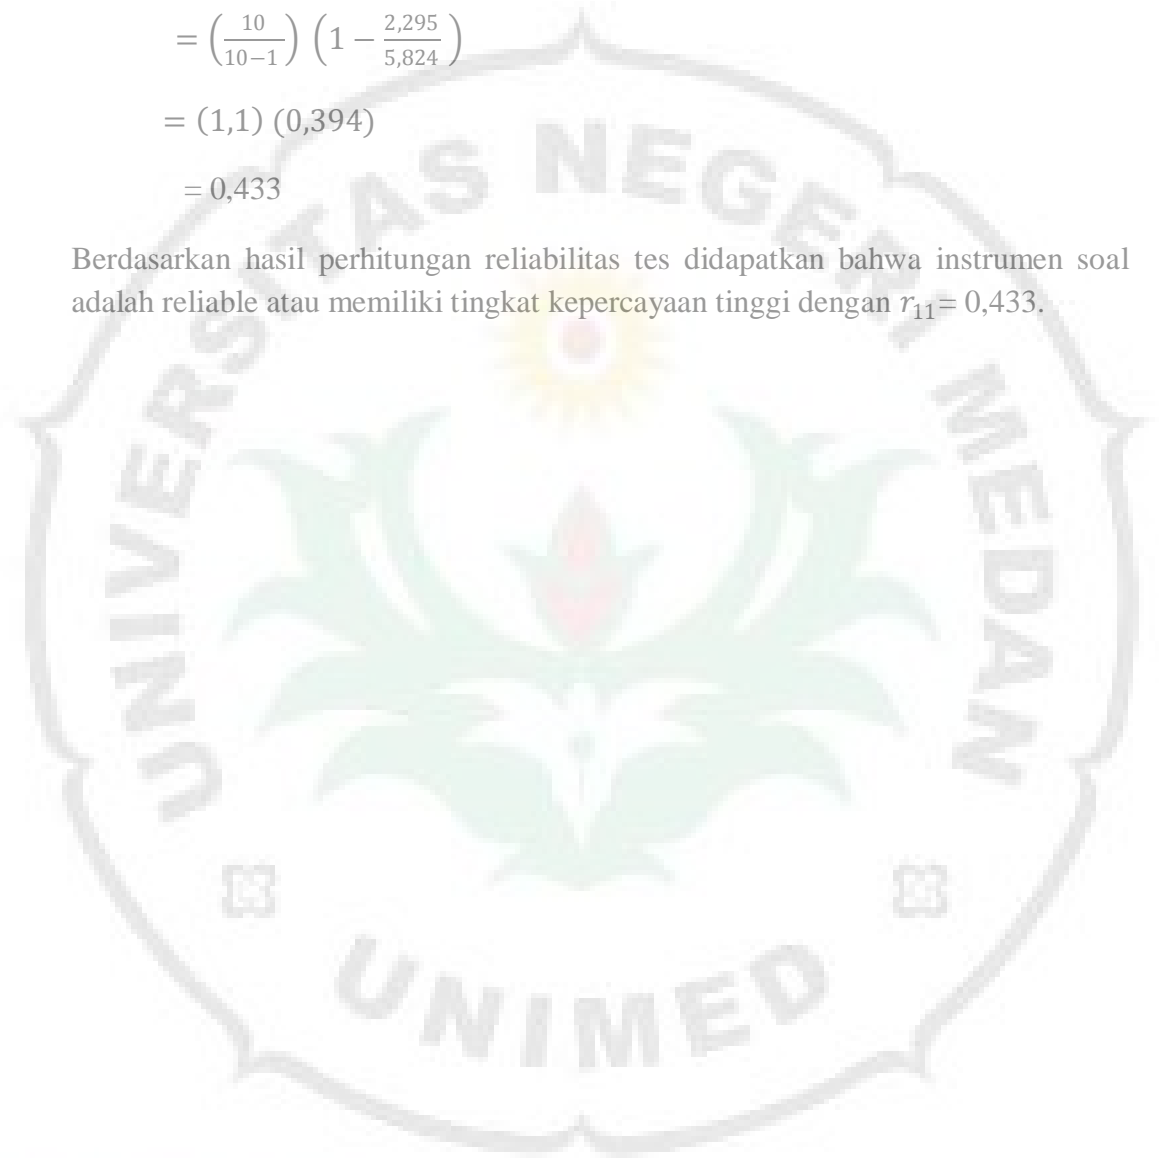 = (10/10−1) (1 − 2,295/5,824)
= (1,1) (0,394)
= 0,433
Berdasarkan hasil perhitungan reliabilitas tes didapatkan bahwa instrumen soal
adalah reliable atau memiliki tingkat kepercayaan tinggi dengan r₁₁= 0,433.
UNIVERSITAS NEGERI MEDAN
UNIMED